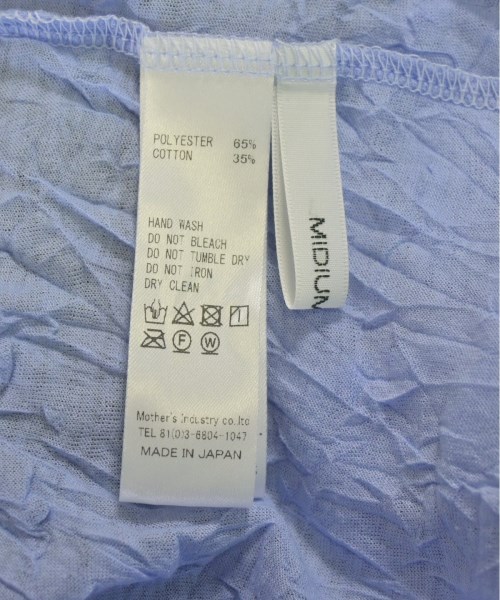 POLYESTER 65%
COTTON 35%
HAND WASH
DO NOT BLEACH
DO NOT TUMBLE DRY
DO NOT IRON
DRY CLEAN
F W
Mother's Industry co.ltd
TEL 81(0)3-6804-1047
MADE IN JAPAN
MIDIUM